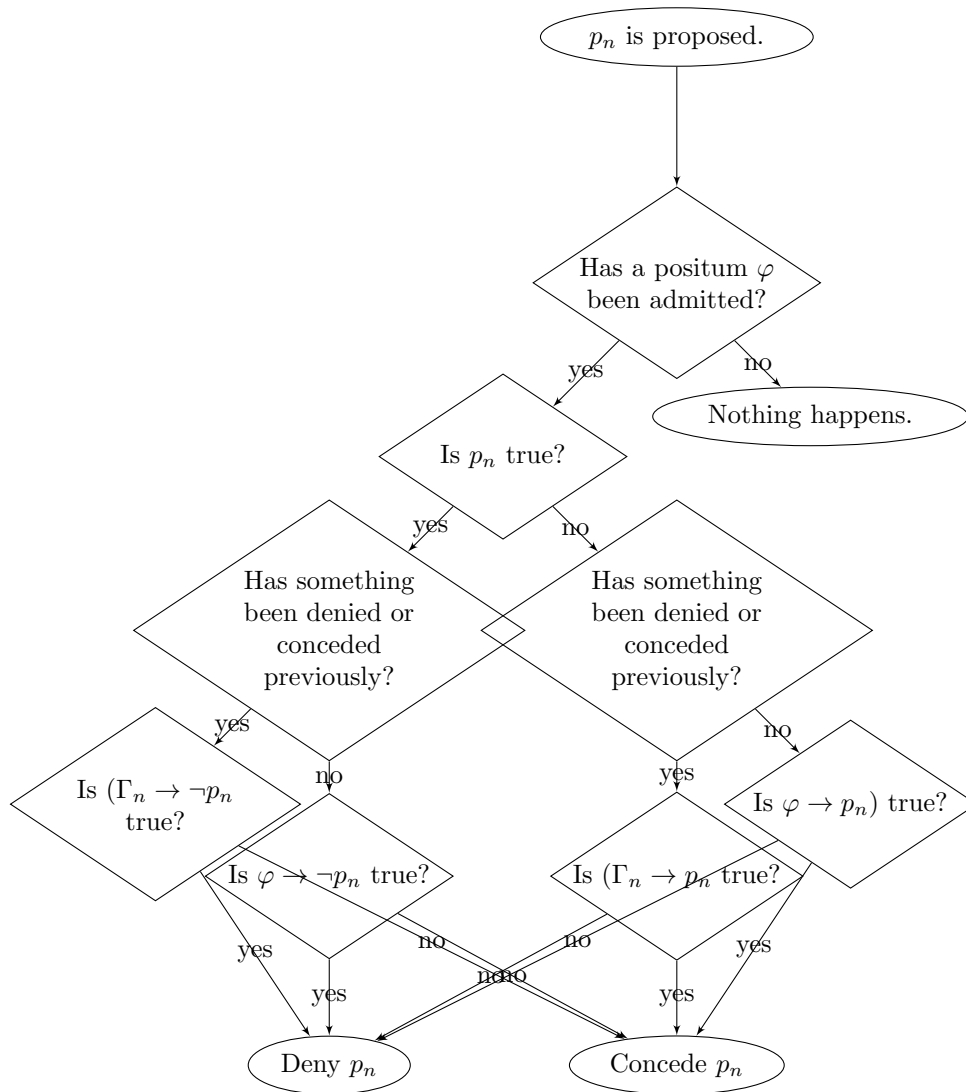 p_n is proposed.
Has a positum φ
been admitted?
yes
no
Nothing happens.
Is p_n true?
yes
no
Has something
been denied or
conceded
previously?
Has something
been denied or
conceded
previously?
yes
no
yes
no
Is (Γ_n → ¬p_n
true?
Is φ → ¬p_n true?
Is (Γ_n → p_n true?
Is φ → p_n) true?
yes
no
yes
no
no
yes
no
yes
Deny p_n
Concede p_n